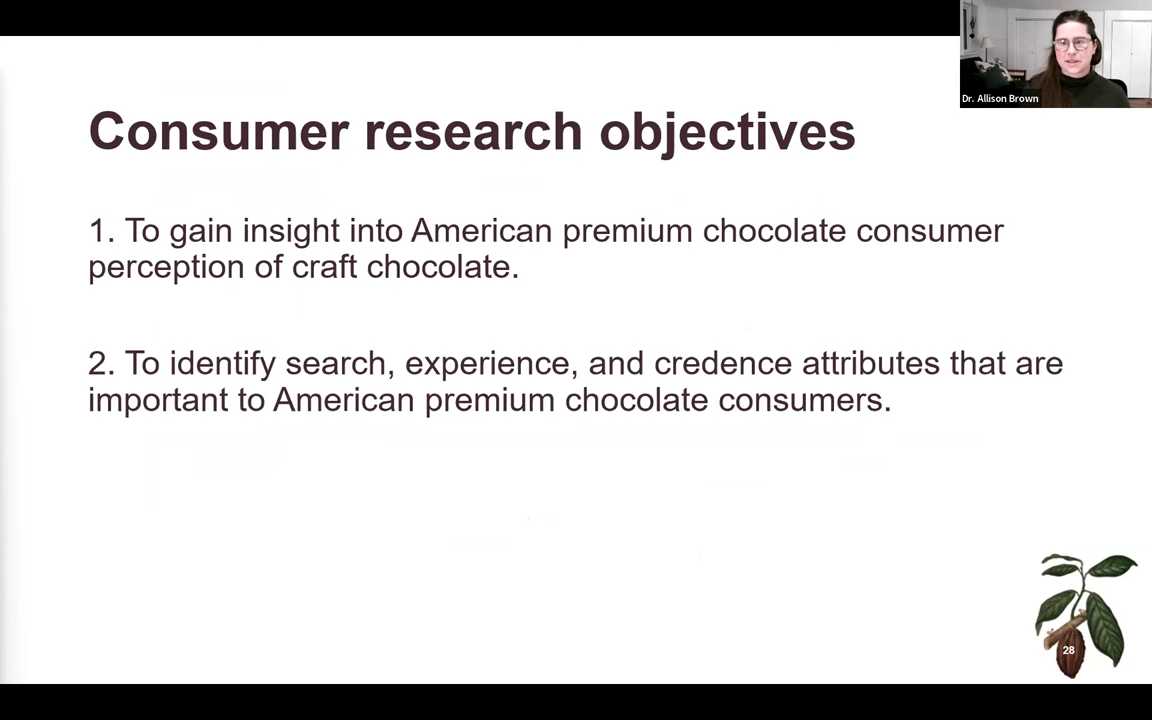 Dr. Allison Brown
Consumer research objectives
1. To gain insight into American premium chocolate consumer
perception of craft chocolate.
2. To identify search, experience, and credence attributes that are
important to American premium chocolate consumers.
28